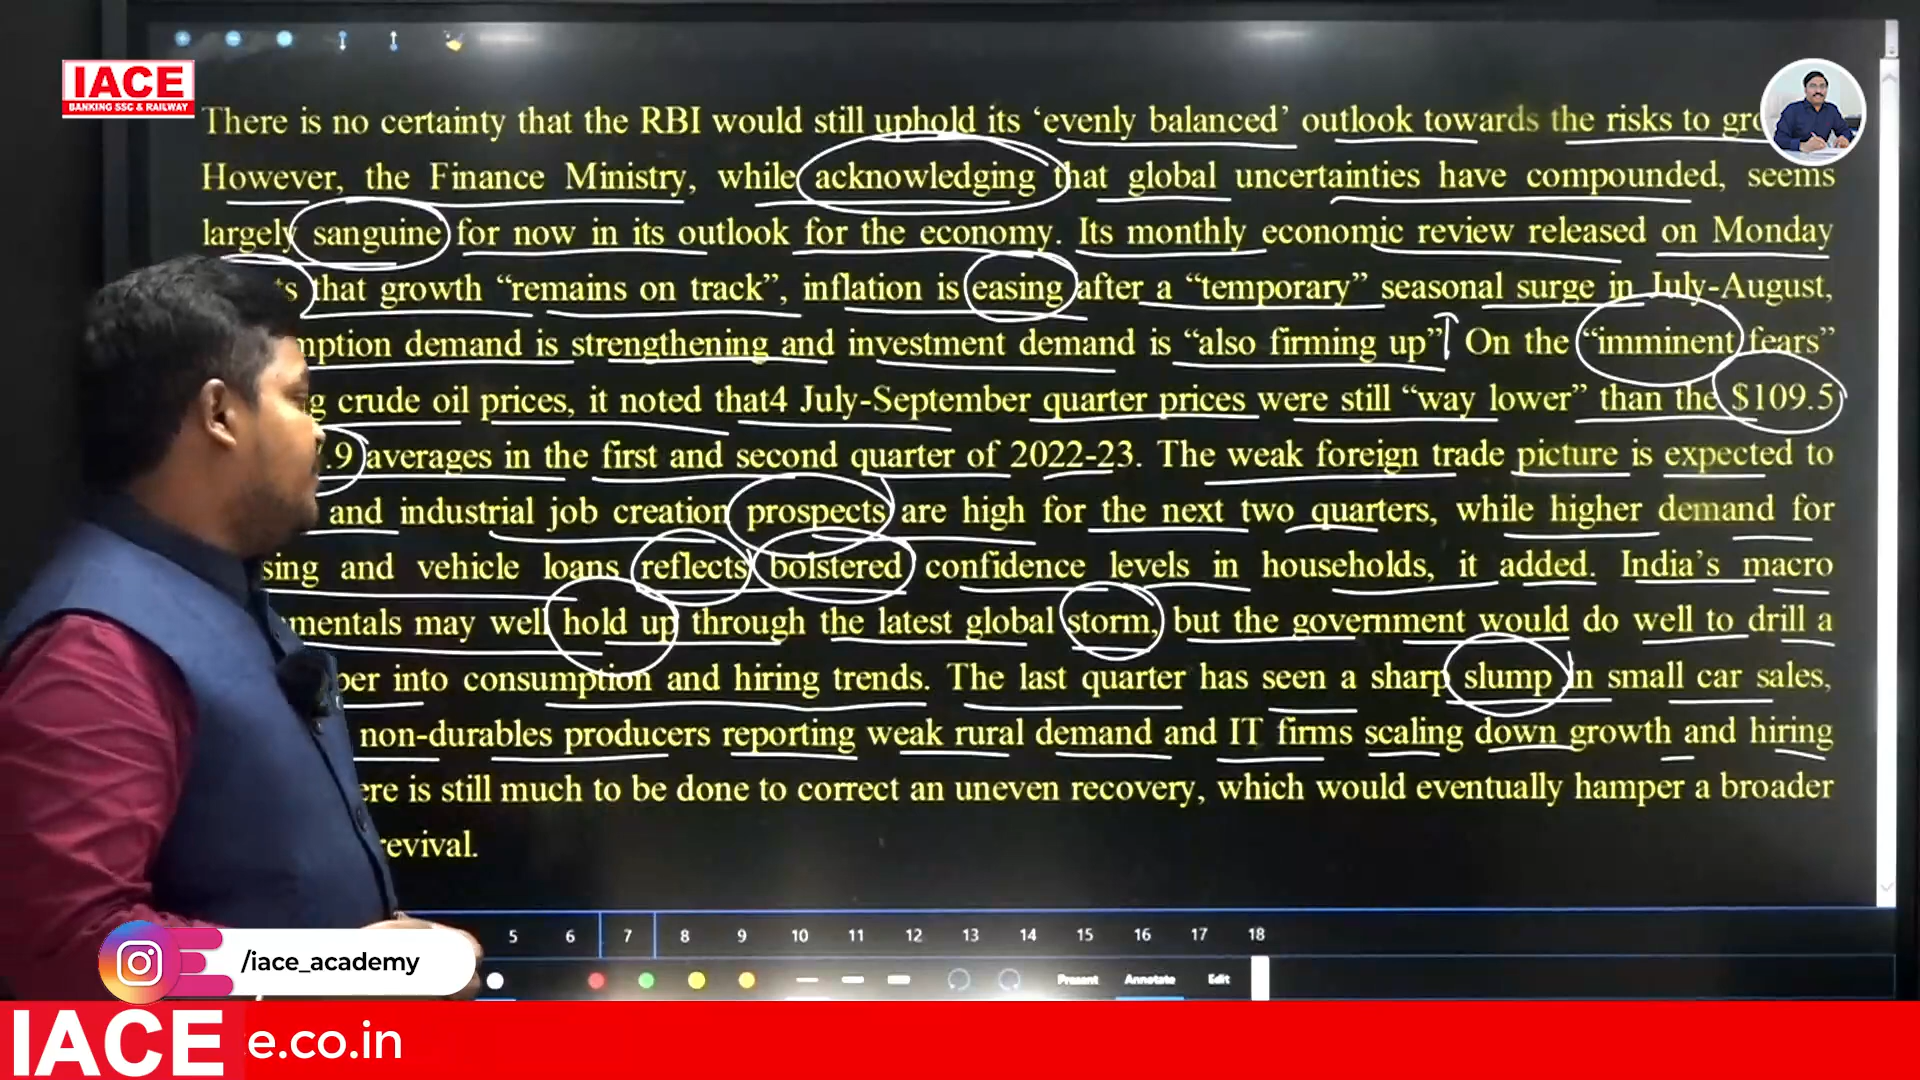 IACE
BANKING SSC & RAILWAY
There is no certainty that the RBI would still uphold its ‘evenly balanced’ outlook towards the risks to
However, the Finance Ministry, while acknowledging that global uncertainties have compounded, seems
largely sanguine for now in its outlook for the economy. Its monthly economic review released on Monday
that growth “remains on track”, inflation is easing after a “temporary” seasonal surge in July-August,
mption demand is strengthening and investment demand is “also firming up” On the “imminent fears”
g crude oil prices, it noted that4 July-September quarter prices were still “way lower” than the $109.5
.9 averages in the first and second quarter of 2022-23. The weak foreign trade picture is expected to
and industrial job creation prospects are high for the next two quarters, while higher demand for
sing and vehicle loans reflects bolstered confidence levels in households, it added. India’s macro
mentals may well hold up through the latest global storm, but the government would do well to drill a
per into consumption and hiring trends. The last quarter has seen a sharp slump in small car sales,
non-durables producers reporting weak rural demand and IT firms scaling down growth and hiring
ere is still much to be done to correct an uneven recovery, which would eventually hamper a broader
revival.
5 6 7 8 9 10 11 12 13 14 15 16 17 18
Present Annotate Edit
/iace_academy
IACE e.co.in